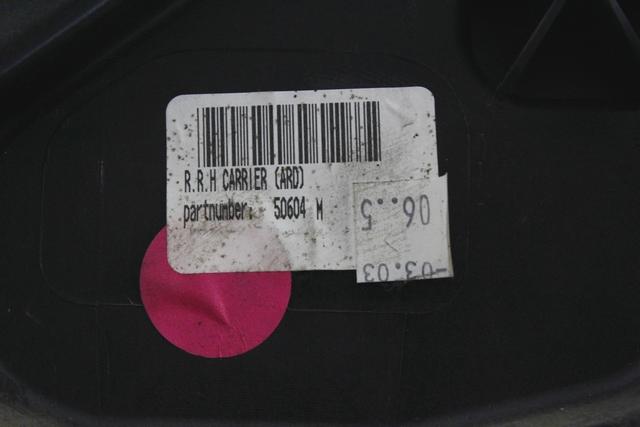 R.R.H CARRIER (ARD)
partnumber: 50604 M
06..5
-03.03